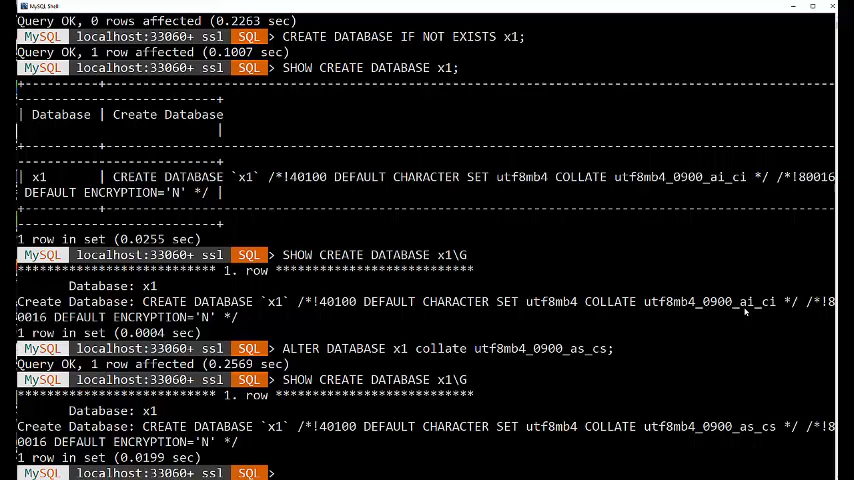 MySQL Shell
Query OK, 0 rows affected (0.2263 sec)
MySQL localhost:33060+ ssl SQL > CREATE DATABASE IF NOT EXISTS x1;
Query OK, 1 row affected (0.1007 sec)
MySQL localhost:33060+ ssl SQL > SHOW CREATE DATABASE x1;
+----------+------------------------------------------------------------------------------------
--------------------------+
| Database | Create Database
|                          |
+----------+------------------------------------------------------------------------------------
--------------------------+
| x1       | CREATE DATABASE `x1` /*!40100 DEFAULT CHARACTER SET utf8mb4 COLLATE utf8mb4_0900_ai_ci */ /*!80016
DEFAULT ENCRYPTION='N' */ |
+----------+------------------------------------------------------------------------------------
--------------------------+
1 row in set (0.0255 sec)
MySQL localhost:33060+ ssl SQL > SHOW CREATE DATABASE x1\G
*************************** 1. row ***************************
Database: x1
Create Database: CREATE DATABASE `x1` /*!40100 DEFAULT CHARACTER SET utf8mb4 COLLATE utf8mb4_0900_ai_ci */ /*!8
0016 DEFAULT ENCRYPTION='N' */
1 row in set (0.0004 sec)
MySQL localhost:33060+ ssl SQL > ALTER DATABASE x1 collate utf8mb4_0900_as_cs;
Query OK, 1 row affected (0.2569 sec)
MySQL localhost:33060+ ssl SQL > SHOW CREATE DATABASE x1\G
*************************** 1. row ***************************
Database: x1
Create Database: CREATE DATABASE `x1` /*!40100 DEFAULT CHARACTER SET utf8mb4 COLLATE utf8mb4_0900_as_cs */ /*!8
0016 DEFAULT ENCRYPTION='N' */
1 row in set (0.0199 sec)
MySQL localhost:33060+ ssl SQL >